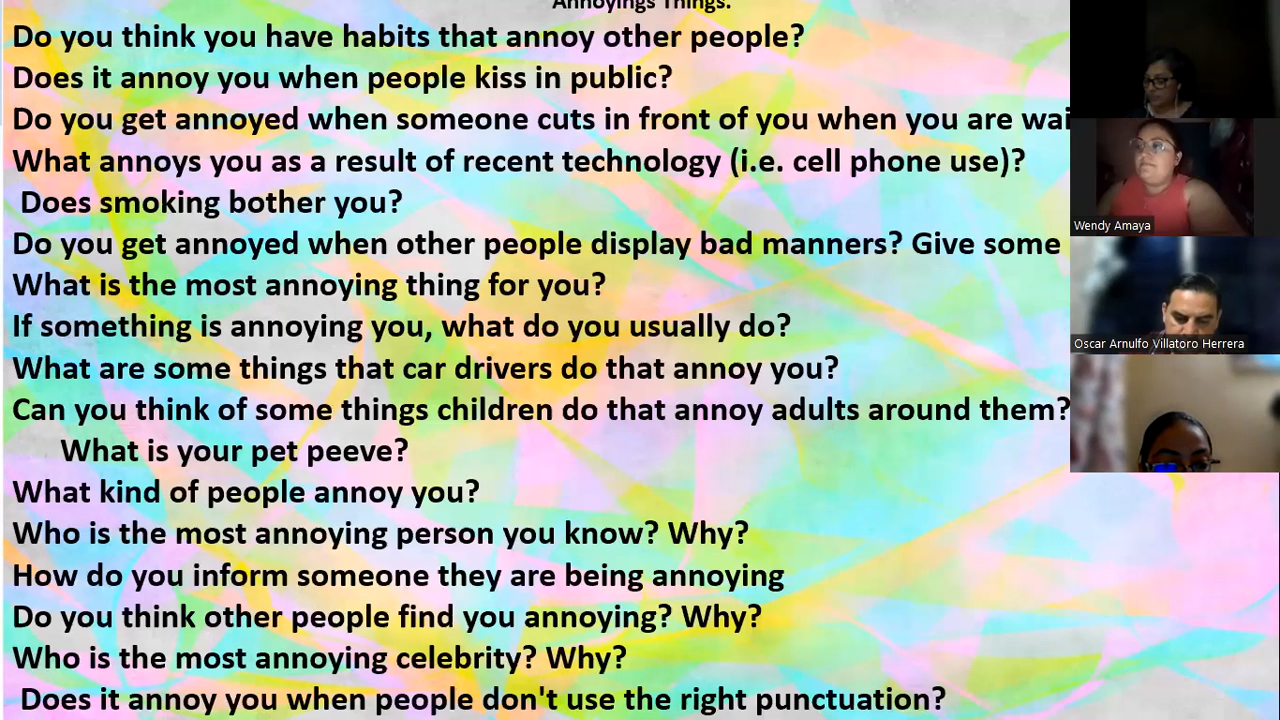 Annoyings Things.
Do you think you have habits that annoy other people?
Does it annoy you when people kiss in public?
Do you get annoyed when someone cuts in front of you when you are wai
What annoys you as a result of recent technology (i.e. cell phone use)?
Does smoking bother you?
Do you get annoyed when other people display bad manners? Give some
What is the most annoying thing for you?
If something is annoying you, what do you usually do?
What are some things that car drivers do that annoy you?
Can you think of some things children do that annoy adults around them?
What is your pet peeve?
What kind of people annoy you?
Who is the most annoying person you know? Why?
How do you inform someone they are being annoying
Do you think other people find you annoying? Why?
Who is the most annoying celebrity? Why?
Does it annoy you when people don't use the right punctuation?
Wendy Amaya
Oscar Arnulfo Villatoro Herrera